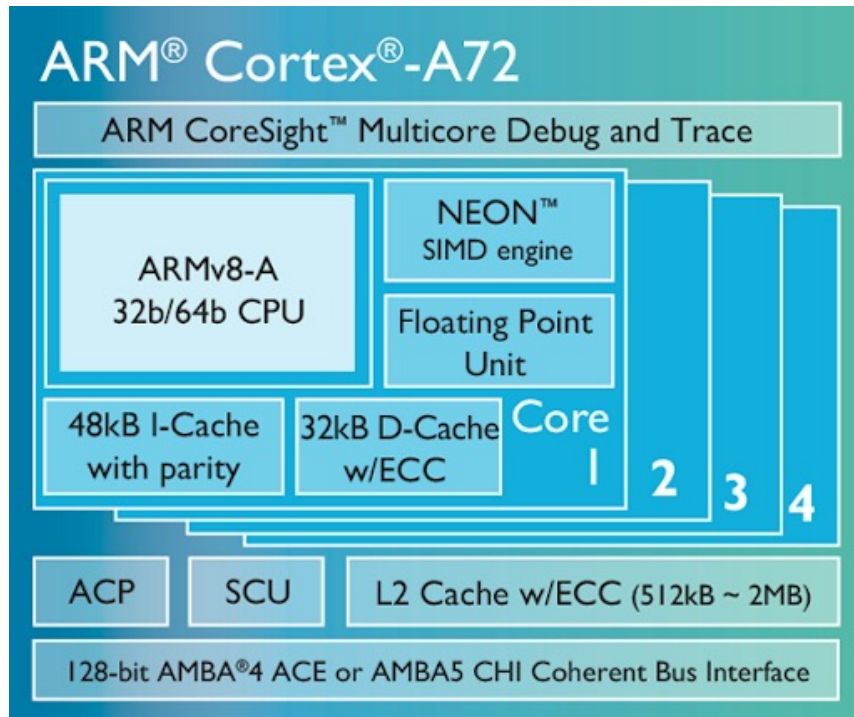 ARM® Cortex®-A72
ARM CoreSight™ Multicore Debug and Trace
ARMv8-A
32b/64b CPU
NEON™
SIMD engine
Floating Point
Unit
48kB I-Cache
with parity
32kB D-Cache
w/ECC
Core
1
2
3
4
ACP
SCU
L2 Cache w/ECC (512kB ~ 2MB)
128-bit AMBA®4 ACE or AMBA5 CHI Coherent Bus Interface